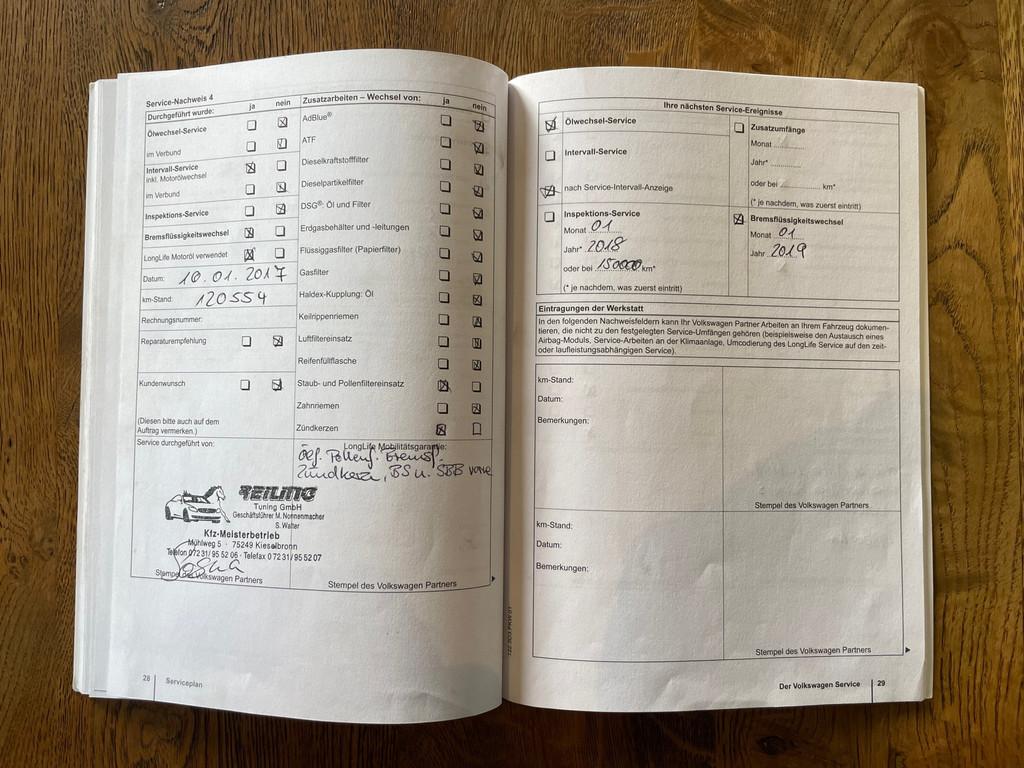 Service-Nachweis 4
Durchgeführt wurde: ja nein
Ölwechsel-Service
im Verbund
Intervall-Service
inkl. Motorölwechsel
im Verbund
Inspektions-Service
Bremsflüssigkeitswechsel
LongLife Motoröl verwendet
Datum: 10.01.2017
km-Stand: 120554
Rechnungsnummer:
Reparaturempfehlung
Kundenwunsch
(Diesen bitte auch auf dem
Auftrag vermerken.)
Zusatzarbeiten – Wechsel von: ja nein
AdBlue®
ATF
Dieselkraftstofffilter
Dieselpartikelfilter
DSG®: Öl und Filter
Erdgasbehälter und -leitungen
Flüssiggasfilter (Papierfilter)
Gasfilter
Haldex-Kupplung: Öl
Keilrippenriemen
Luftfiltereinsatz
Reifenfüllflasche
Staub- und Pollenfiltereinsatz
Zahnriemen
Zündkerzen
Service durchgeführt von:
REILING
Tuning GmbH
Geschäftsführer M. Nonnenmacher
S. Walter
Kfz-Meisterbetrieb
Mühlweg 5 · 75249 Kieselbronn
Telefon 07231/95 52 06 · Telefax 07231/95 52 07
Stempel des Volkswagen Partners
LongLife Mobilitätsgarantie:
Ölf. Pollenf. Bremsf.
Zündkerzen, BS u. SBB vorne
Stempel des Volkswagen Partners
28 Serviceplan
Ihre nächsten Service-Ereignisse
Ölwechsel-Service
Intervall-Service
nach Service-Intervall-Anzeige
Zusatzumfänge
Monat
Jahr*
oder bei km*
(* je nachdem, was zuerst eintritt)
Inspektions-Service
Monat 01
Jahr* 2018
oder bei 150000 km*
(* je nachdem, was zuerst eintritt)
Bremsflüssigkeitswechsel
Monat 01
Jahr 2019
Eintragungen der Werkstatt
In den folgenden Nachweisfeldern kann Ihr Volkswagen Partner Arbeiten an Ihrem Fahrzeug dokumen-
tieren, die nicht zu den festgelegten Service-Umfängen gehören (beispielsweise den Austausch eines
Airbag-Moduls, Service-Arbeiten an der Klimaanlage, Umcodierung des LongLife Service auf den zeit-
oder laufleistungsabhängigen Service).
km-Stand:
Datum:
Bemerkungen:
Stempel des Volkswagen Partners
km-Stand:
Datum:
Bemerkungen:
Stempel des Volkswagen Partners
Der Volkswagen Service 29